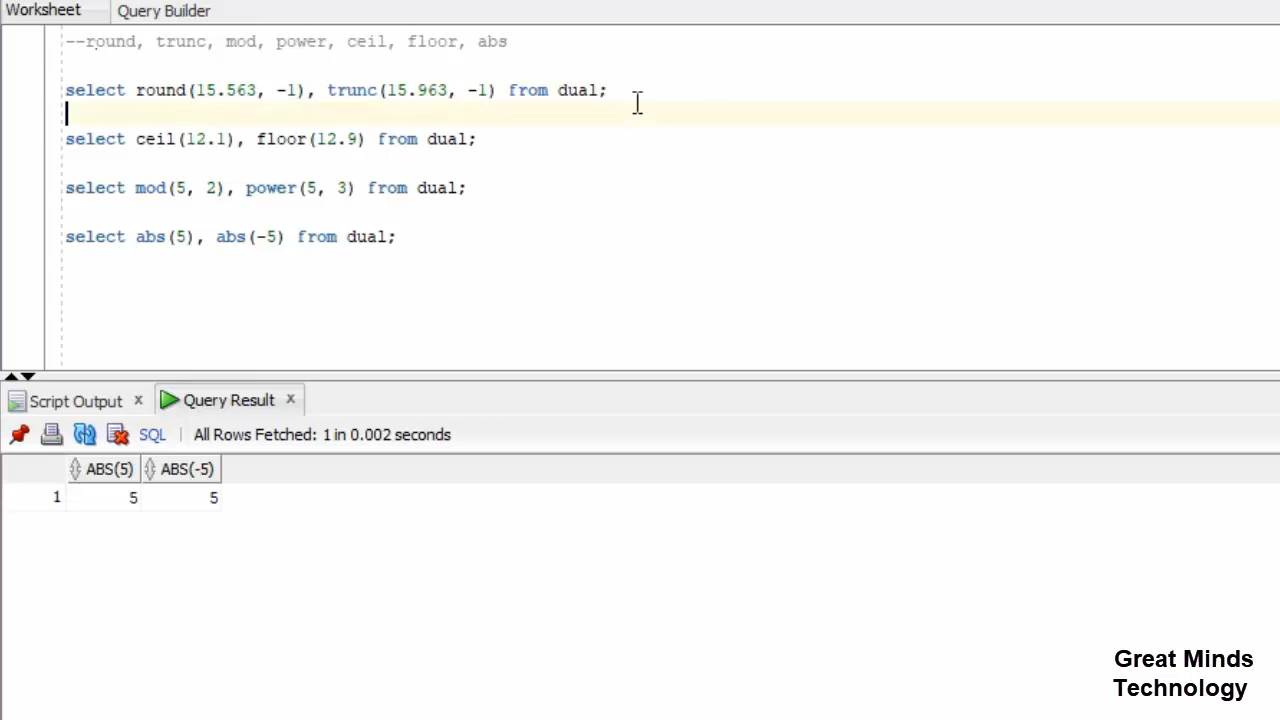 Worksheet Query Builder
--round, trunc, mod, power, ceil, floor, abs
select round(15.563, -1), trunc(15.963, -1) from dual;
select ceil(12.1), floor(12.9) from dual;
select mod(5, 2), power(5, 3) from dual;
select abs(5), abs(-5) from dual;
Script Output x Query Result x
SQL | All Rows Fetched: 1 in 0.002 seconds
ABS(5) ABS(-5)
1 5 5
Great Minds
Technology